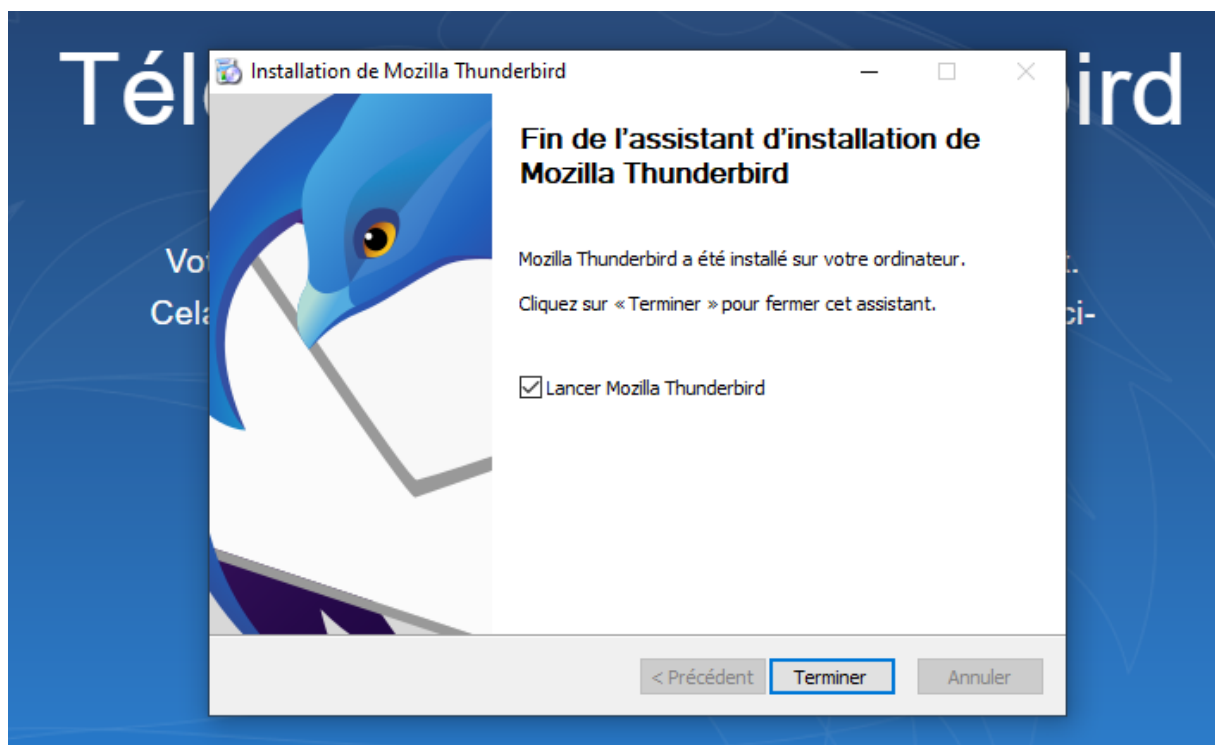 Installation de Mozilla Thunderbird
Fin de l'assistant d'installation de
Mozilla Thunderbird
Mozilla Thunderbird a été installé sur votre ordinateur.
Cliquez sur « Terminer » pour fermer cet assistant.
Lancer Mozilla Thunderbird
< Précédent Terminer Annuler